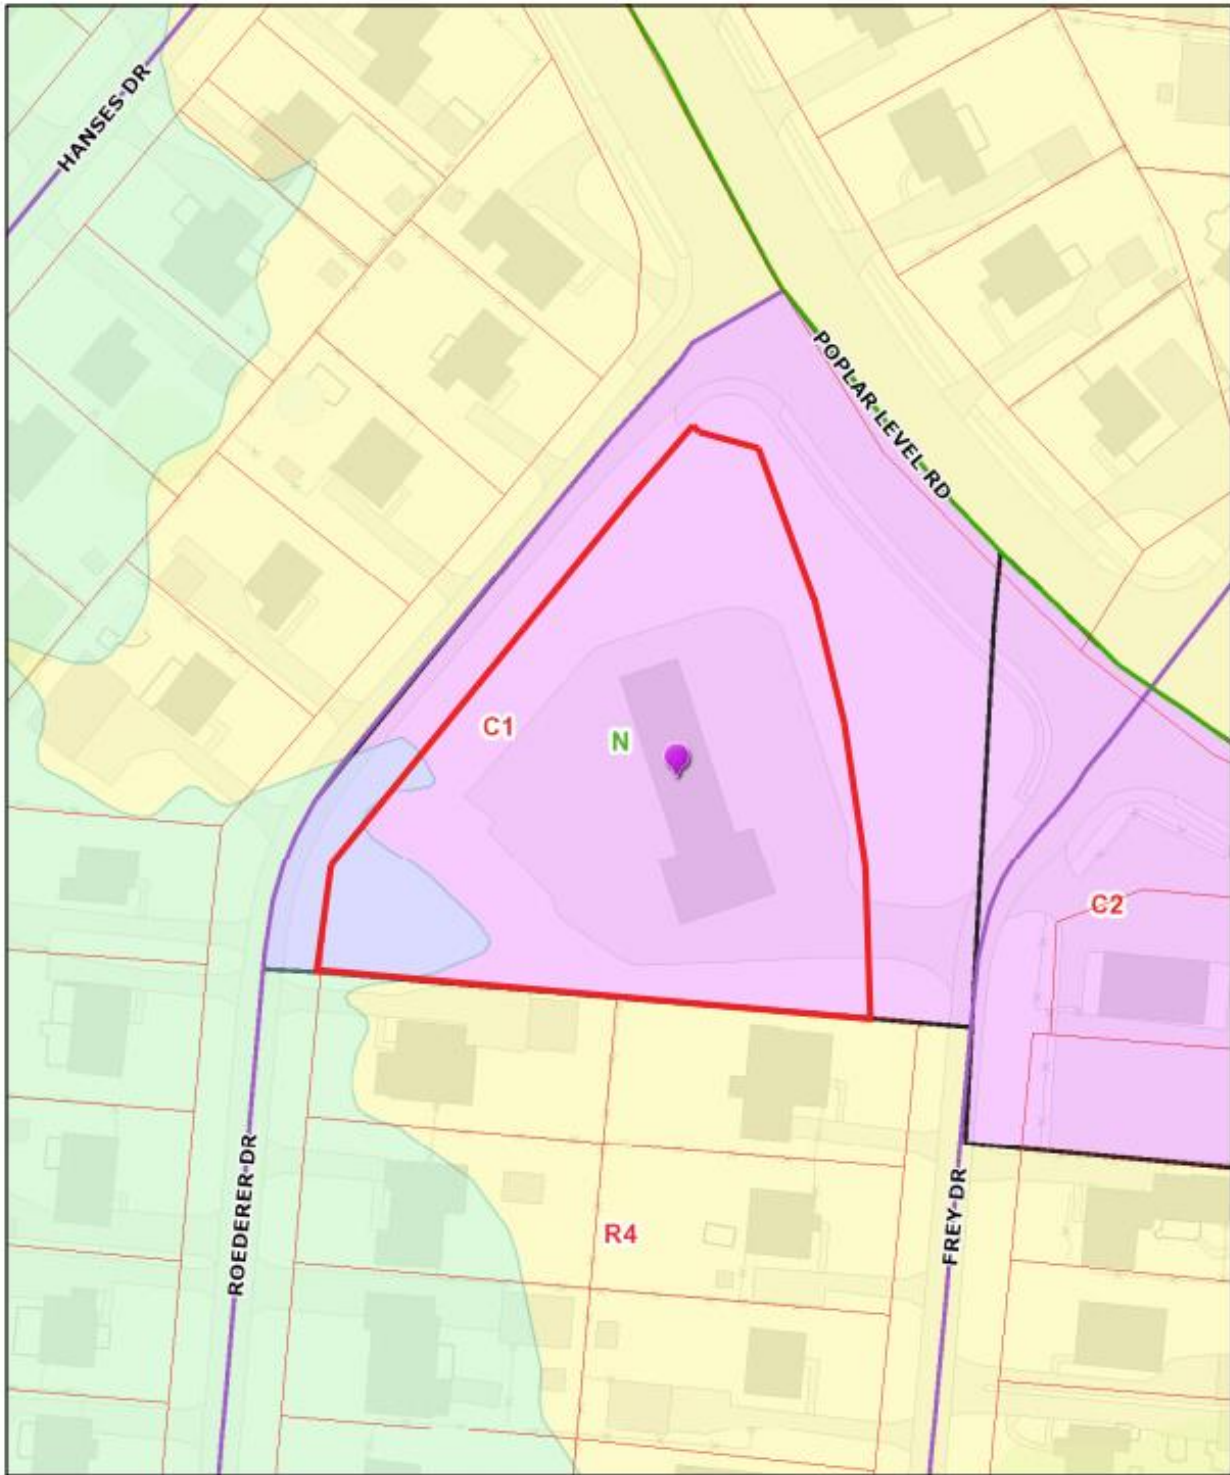 HANSES DR
POPLAR LEVEL RD
C1
N
C2
ROEDERER DR
FREY DR
R4